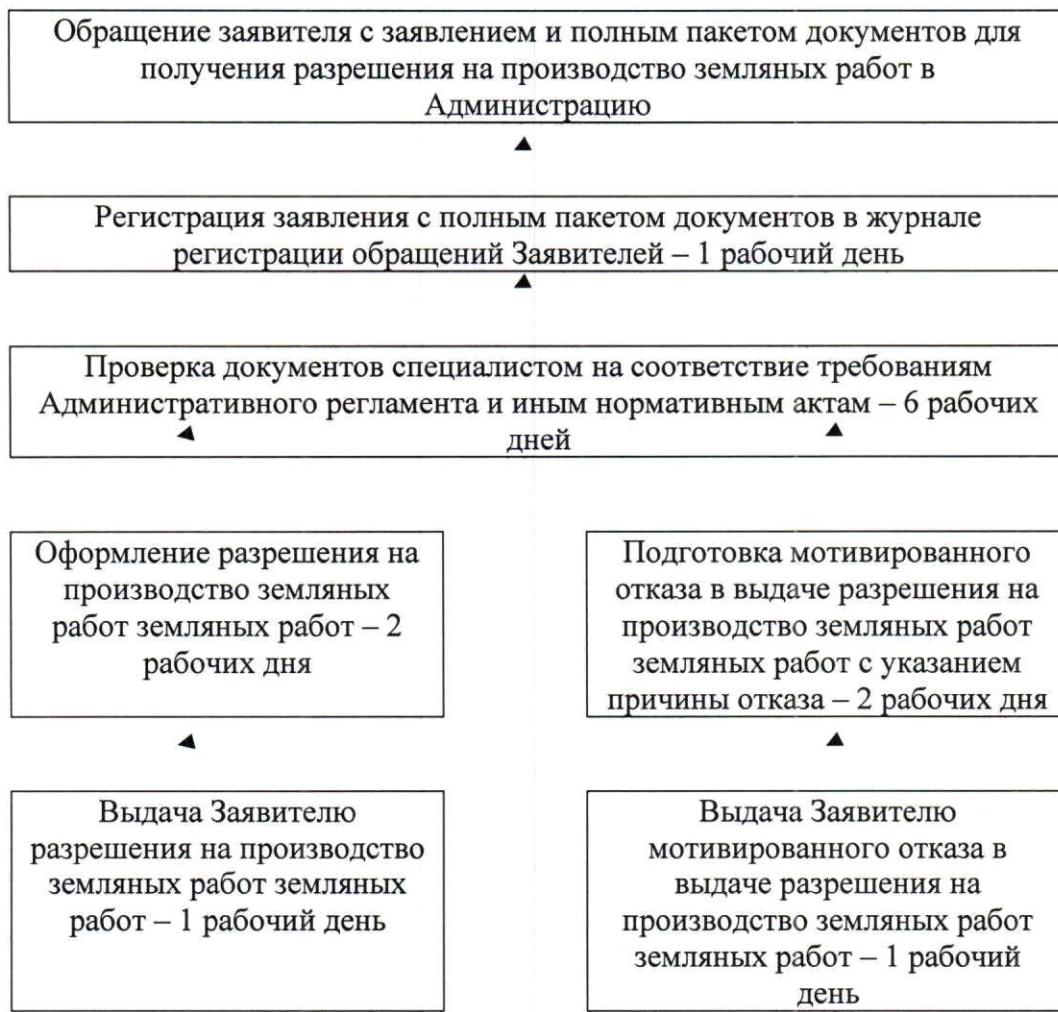 Обращение заявителя с заявлением и полным пакетом документов для
получения разрешения на производство земляных работ в
Администрацию
Регистрация заявления с полным пакетом документов в журнале
регистрации обращений Заявителей – 1 рабочий день
Проверка документов специалистом на соответствие требованиям
Административного регламента и иным нормативным актам – 6 рабочих
дней
Оформление разрешения на
производство земляных
работ земляных работ – 2
рабочих дня
Подготовка мотивированного
отказа в выдаче разрешения на
производство земляных работ
земляных работ с указанием
причины отказа – 2 рабочих дня
Выдача Заявителю
разрешения на производство
земляных работ земляных
работ – 1 рабочий день
Выдача Заявителю
мотивированного отказа в
выдаче разрешения на
производство земляных работ
земляных работ – 1 рабочий
день